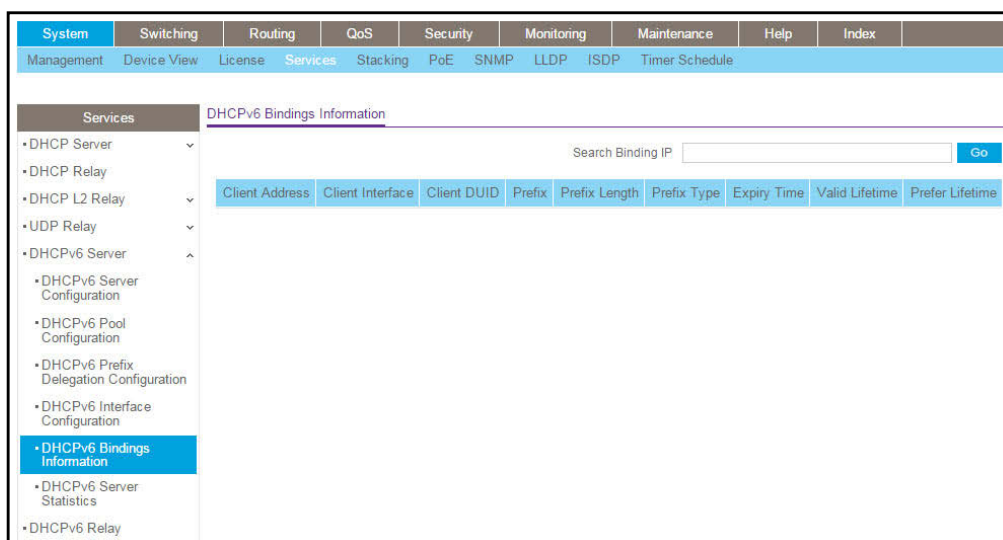 System Switching Routing QoS Security Monitoring Maintenance Help Index
Management Device View License Services Stacking PoE SNMP LLDP ISDP Timer Schedule
Services
DHCP Server
DHCP Relay
DHCP L2 Relay
UDP Relay
DHCPv6 Server
DHCPv6 Server
Configuration
DHCPv6 Pool
Configuration
DHCPv6 Prefix
Delegation Configuration
DHCPv6 Interface
Configuration
DHCPv6 Bindings
Information
DHCPv6 Server
Statistics
DHCPv6 Relay
DHCPv6 Bindings Information
Search Binding IP Go
Client Address Client Interface Client DUID Prefix Prefix Length Prefix Type Expiry Time Valid Lifetime Prefer Lifetime